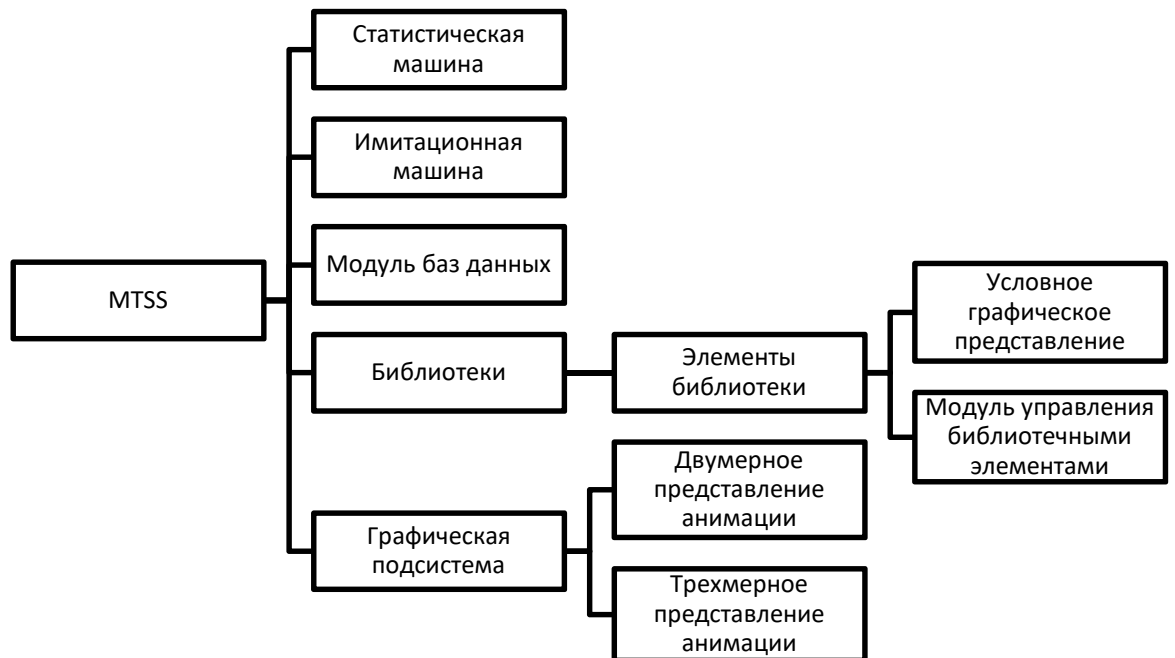 MTSS
Статистическая
машина
Имитационная
машина
Модуль баз данных
Библиотеки
Графическая
подсистема
Элементы
библиотеки
Двумерное
представление
анимации
Трехмерное
представление
анимации
Условное
графическое
представление
Модуль управления
библиотечными
элементами